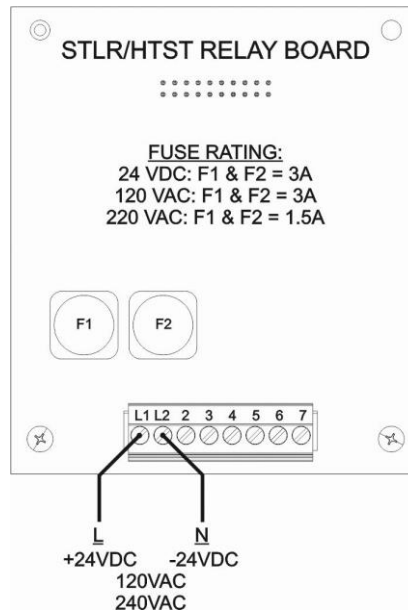 STLR/HTST RELAY BOARD
FUSE RATING:
24 VDC: F1 & F2 = 3A
120 VAC: F1 & F2 = 3A
220 VAC: F1 & F2 = 1.5A
F1 F2
L1 L2 2 3 4 5 6 7
L N
+24VDC -24VDC
120VAC
240VAC